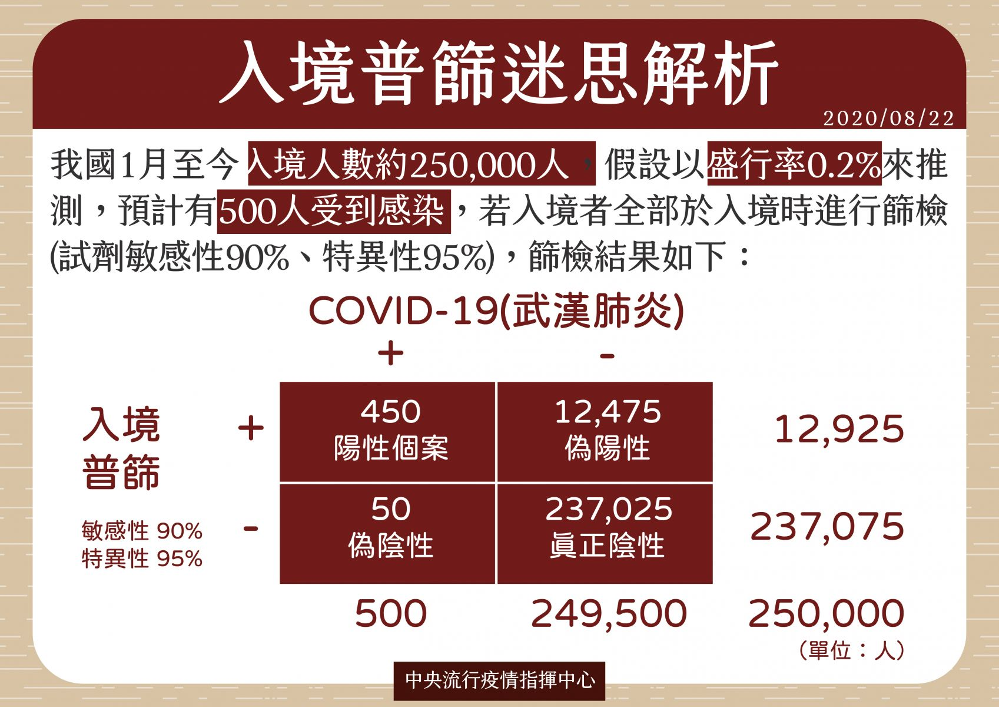 入境普篩迷思解析
2020/08/22
我國1月至今入境人數約250,000人，假設以盛行率0.2%來推
測，預計有500人受到感染，若入境者全部於入境時進行篩檢
(試劑敏感性90%、特異性95%)，篩檢結果如下：
COVID-19(武漢肺炎)
+ -
入境
普篩
敏感性 90%
特異性 95%
+ 450 12,475 12,925
陽性個案 偽陽性
- 50 237,025 237,075
偽陰性 真正陰性
500 249,500 250,000
（單位：人）
中央流行疫情指揮中心